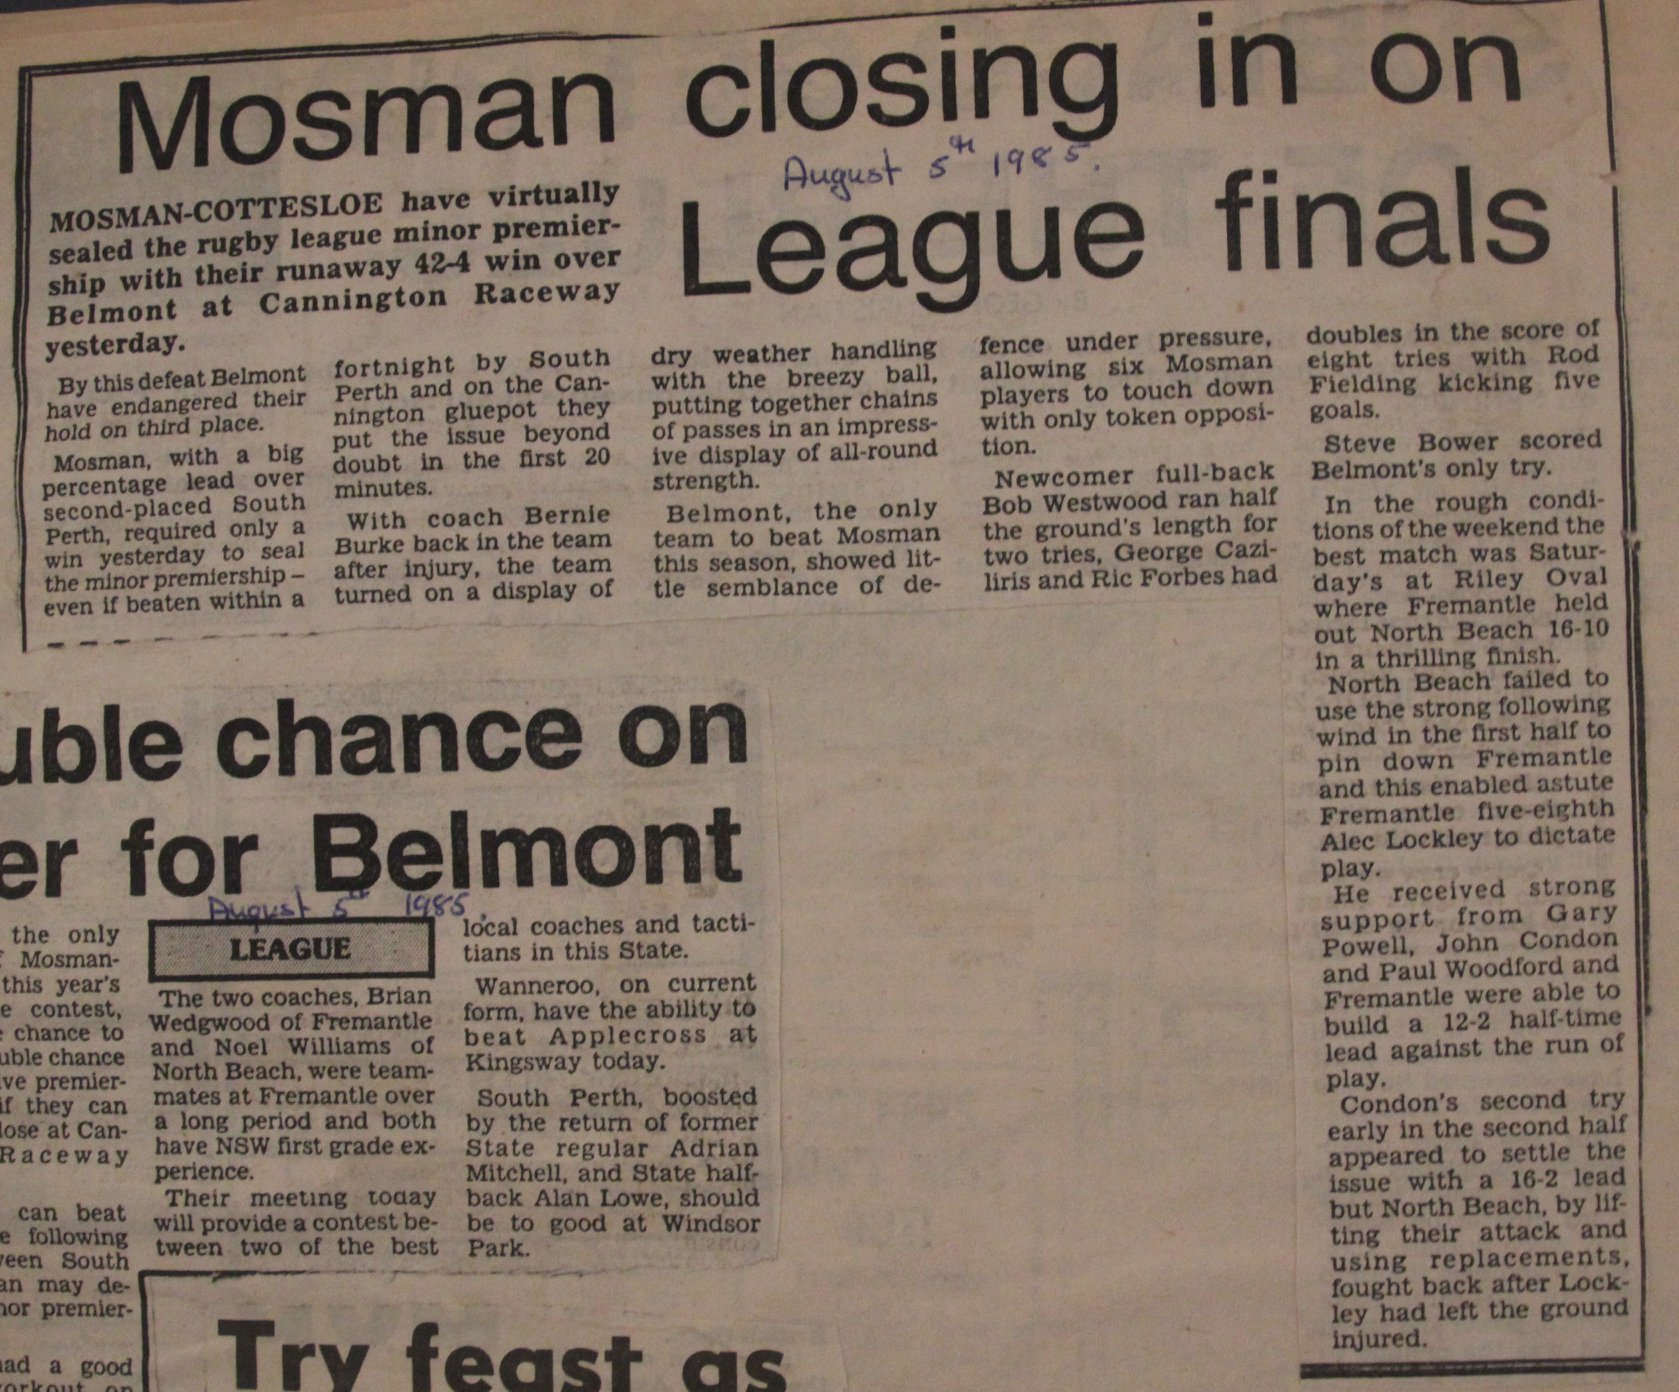 Mosman closing in on
August 5th 1985.
League finals
MOSMAN-COTTESLOE have virtually
sealed the rugby league minor premier-
ship with their runaway 42-4 win over
Belmont at Cannington Raceway
yesterday.
By this defeat Belmont
have endangered their
hold on third place.
Mosman, with a big
percentage lead over
second-placed South
Perth, required only a
win yesterday to seal
the minor premiership –
even if beaten within a
fortnight by South
Perth and on the Can-
nington gluepot they
put the issue beyond
doubt in the first 20
minutes.
With coach Bernie
Burke back in the team
after injury, the team
turned on a display of
dry weather handling
with the breezy ball,
putting together chains
of passes in an impress-
ive display of all-round
strength.
Belmont, the only
team to beat Mosman
this season, showed lit-
tle semblance of de-
fence under pressure,
allowing six Mosman
players to touch down
with only token opposi-
tion.
Newcomer full-back
Bob Westwood ran half
the ground's length for
two tries, George Cazi-
liris and Ric Forbes had
doubles in the score of
eight tries with Rod
Fielding kicking five
goals.
Steve Bower scored
Belmont's only try.
In the rough condi-
tions of the weekend the
best match was Satur-
day's at Riley Oval
where Fremantle held
out North Beach 16-10
in a thrilling finish.
North Beach failed to
use the strong following
wind in the first half to
pin down Fremantle
and this enabled astute
Fremantle five-eighth
Alec Lockley to dictate
play.
He received strong
support from Gary
Powell, John Condon
and Paul Woodford and
Fremantle were able to
build a 12-2 half-time
lead against the run of
play.
Condon's second try
early in the second half
appeared to settle the
issue with a 16-2 lead
but North Beach, by lif-
ting their attack and
using replacements,
fought back after Lock-
ley had left the ground
injured.
uble chance on
er for Belmont
August 5th 1985.
the only
Mosman-
this year's
e contest,
chance to
uble chance
ve premier-
if they can
lose at Can-
Raceway
can beat
e following
veen South
an may de-
nor premier-
had a good
workout on
LEAGUE
The two coaches, Brian
Wedgwood of Fremantle
and Noel Williams of
North Beach, were team-
mates at Fremantle over
a long period and both
have NSW first grade ex-
perience.
Their meeting today
will provide a contest be-
tween two of the best
local coaches and tacti-
tians in this State.
Wanneroo, on current
form, have the ability to
beat Applecross at
Kingsway today.
South Perth, boosted
by the return of former
State regular Adrian
Mitchell, and State half-
back Alan Lowe, should
be to good at Windsor
Park.
Try feast as